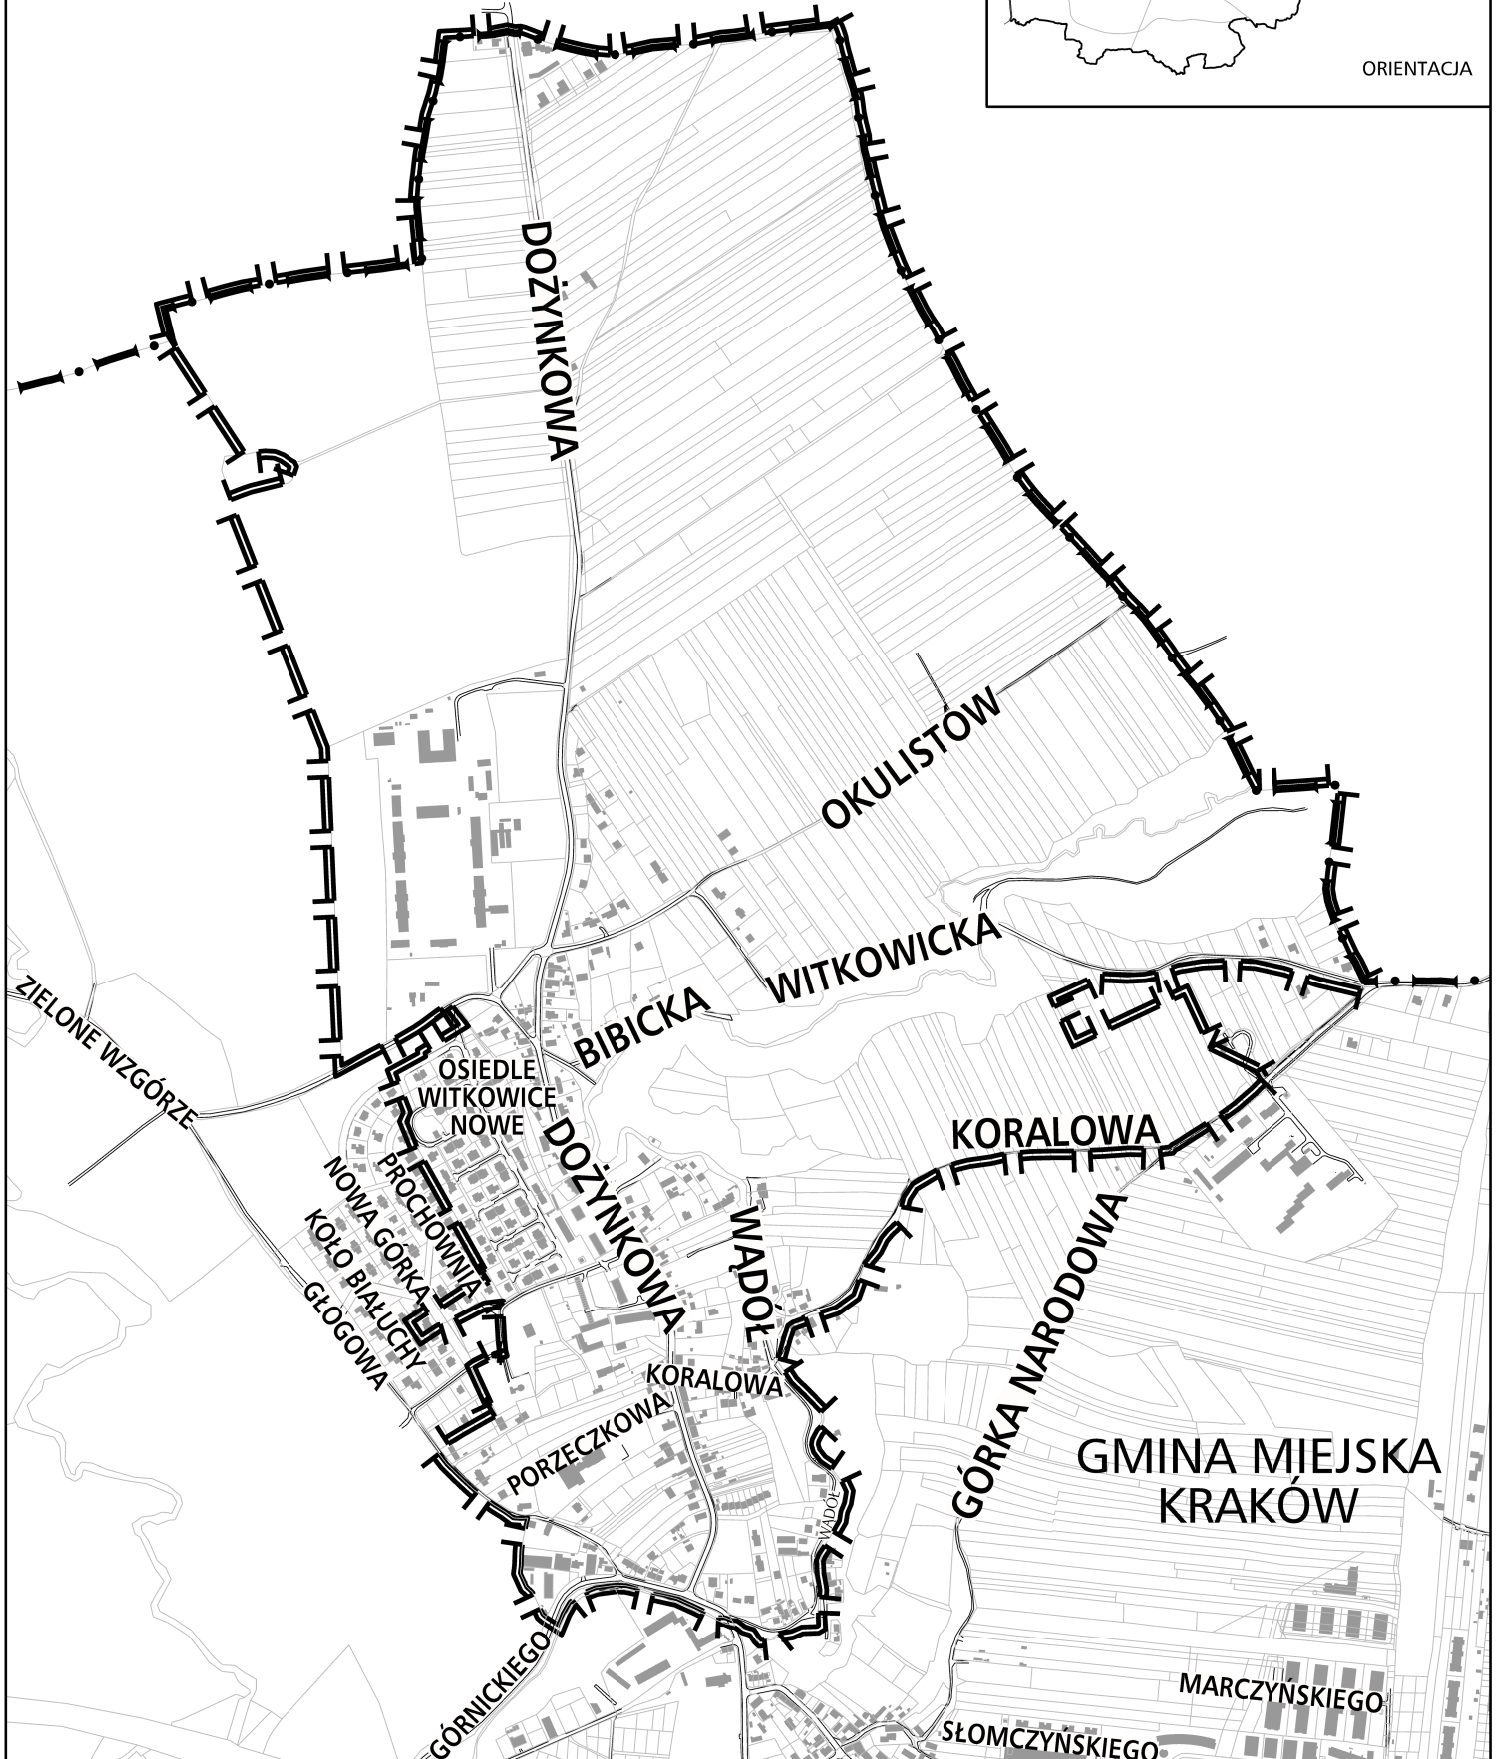 ORIENTACJA
DOŻYNKOWA
OKULISTÓW
WITKOWICKA
BIBICKA
ZIELONE WZGÓRZE
OSIEDLE
WITKOWICE
NOWE
DOŻYNKOWA
KORALOWA
PROCHOWNIA
NOWA GÓRKA
KOŁO BIAŁUCHY
GŁOGOWA
WĄDÓŁ
GÓRKA NARODOWA
KORALOWA
PORZECZKOWA
WĄDÓŁ
GMINA MIEJSKA
KRAKÓW
GÓRNICKIEGO
MARCZYŃSKIEGO
SŁOMCZYŃSKIEGO